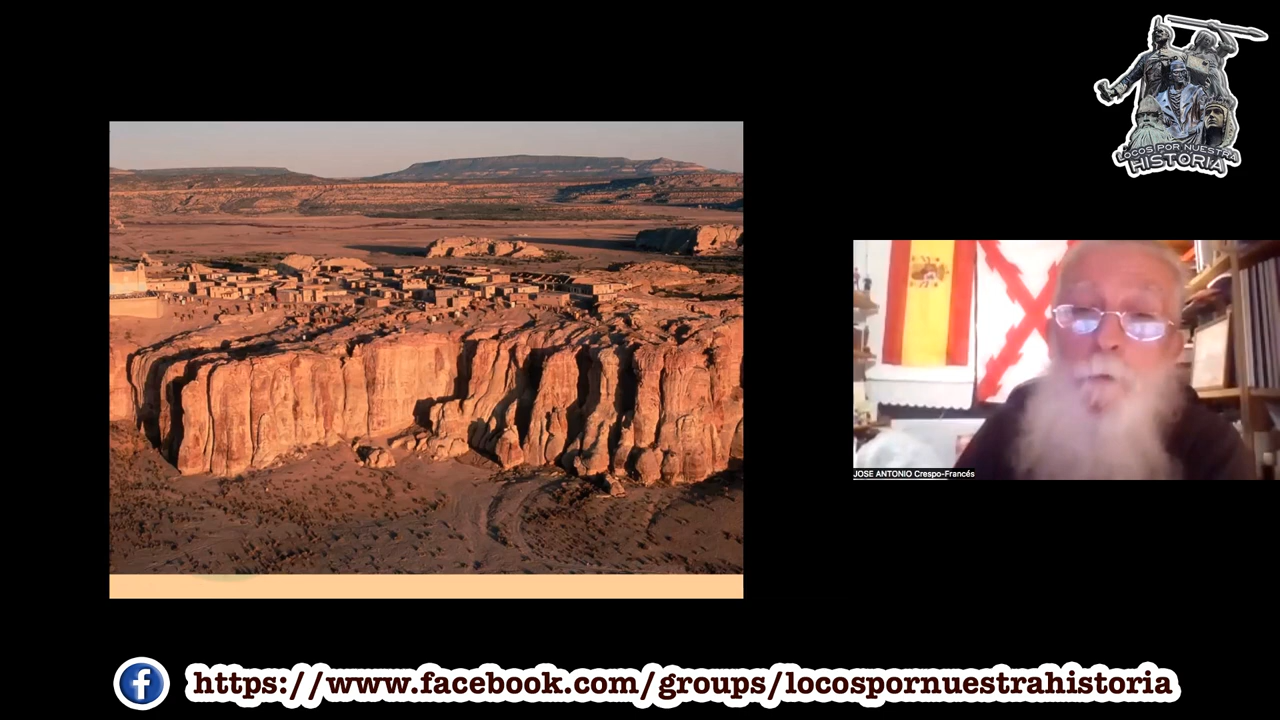 LOCOS POR NUESTRA
HISTORIA
JOSE ANTONIO Crespo-Francés
f
https://www.facebook.com/groups/locospornuestrahistoria